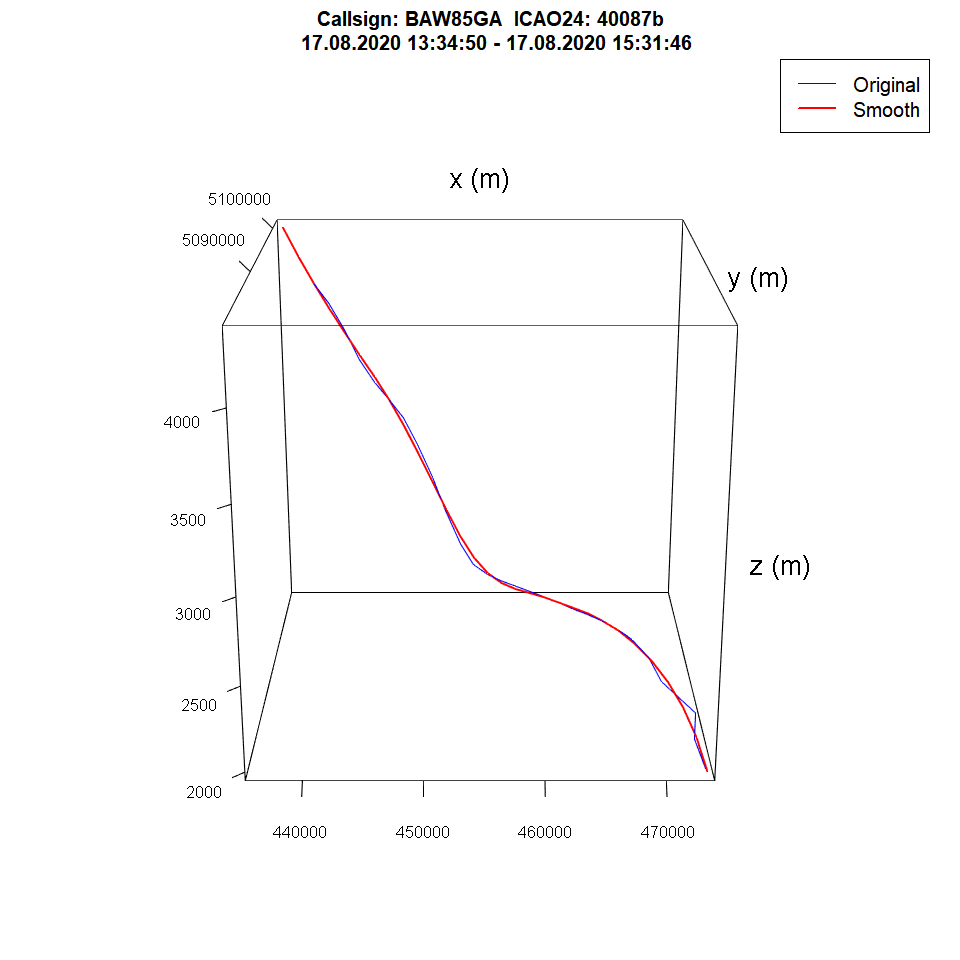 Callsign: BAW85GA  ICAO24: 40087b
17.08.2020 13:34:50 - 17.08.2020 15:31:46
Original
Smooth
x (m)
5100000
5090000
y (m)
4000
3500
z (m)
3000
2500
2000
440000
450000
460000
470000